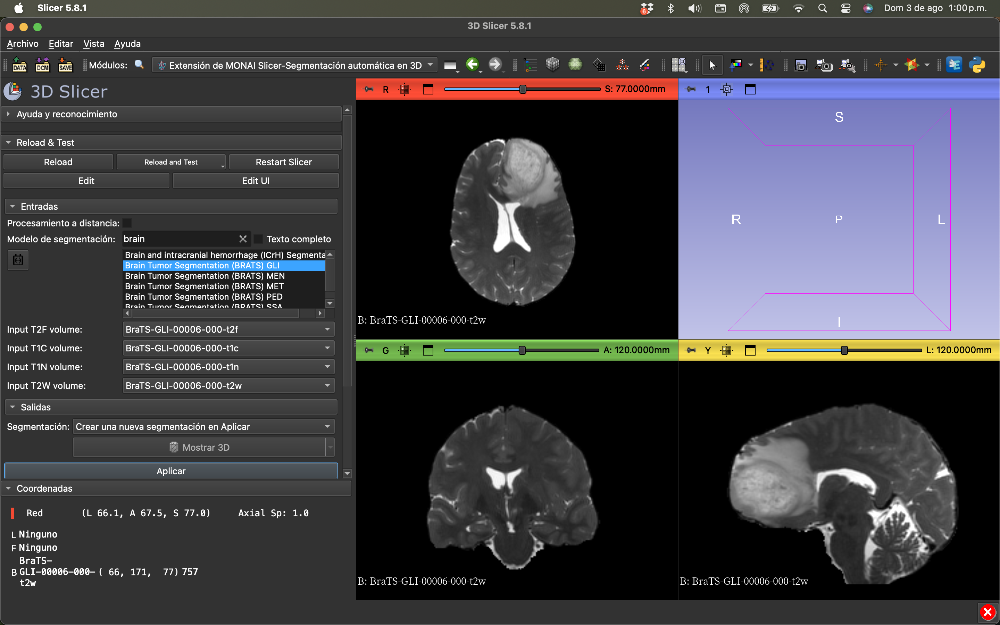 Slicer 5.8.1
6
Dom 3 de ago 1:00 p.m.
3D Slicer 5.8.1
Archivo Editar Vista Ayuda
DATA DCM SAVE Módulos: Extensión de MONAI Slicer-Segmentación automática en 3D
3D Slicer
Ayuda y reconocimiento
Reload & Test
Reload Reload and Test Restart Slicer
Edit Edit UI
Entradas
Procesamiento a distancia:
Modelo de segmentación: brain Texto completo
Brain and intracranial hemorrhage (ICrH) Segmenta
Brain Tumor Segmentation (BRATS) GLI
Brain Tumor Segmentation (BRATS) MEN
Brain Tumor Segmentation (BRATS) MET
Brain Tumor Segmentation (BRATS) PED
Brain Tumor Segmentation (BRATS) SSA
Input T2F volume: BraTS-GLI-00006-000-t2f
Input T1C volume: BraTS-GLI-00006-000-t1c
Input T1N volume: BraTS-GLI-00006-000-t1n
Input T2W volume: BraTS-GLI-00006-000-t2w
Salidas
Segmentación: Crear una nueva segmentación en Aplicar
Mostrar 3D
Aplicar
Coordenadas
Red (L 66.1, A 67.5, S 77.0) Axial Sp: 1.0
L Ninguno
F Ninguno
BraTS-
B GLI-00006-000- ( 66, 171, 77) 757
t2w
R S: 77.0000mm
B: BraTS-GLI-00006-000-t2w
1
S
R P L
I
G A: 120.0000mm
B: BraTS-GLI-00006-000-t2w
Y L: 120.0000mm
B: BraTS-GLI-00006-000-t2w